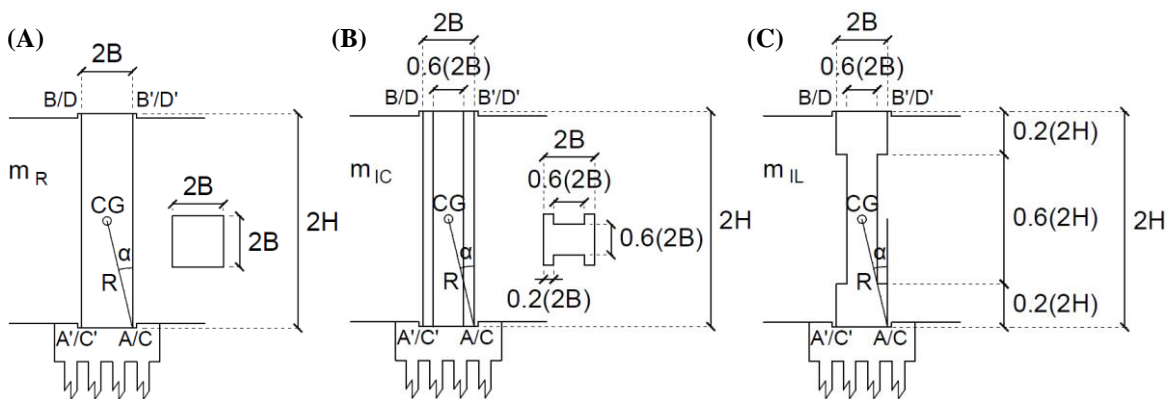 (A)
2B
B/D
B'/D'
m R
CG
α
R
2B
2B
2H
A'/C'
A/C
(B)
2B
0.6(2B)
B/D
B'/D'
m IC
CG
α
R
2B
0.6(2B)
0.6(2B)
0.2(2B)
2H
A'/C'
A/C
(C)
2B
0.6(2B)
B/D
B'/D'
m IL
CG
α
R
0.2(2H)
0.6(2H)
0.2(2H)
2H
A'/C'
A/C